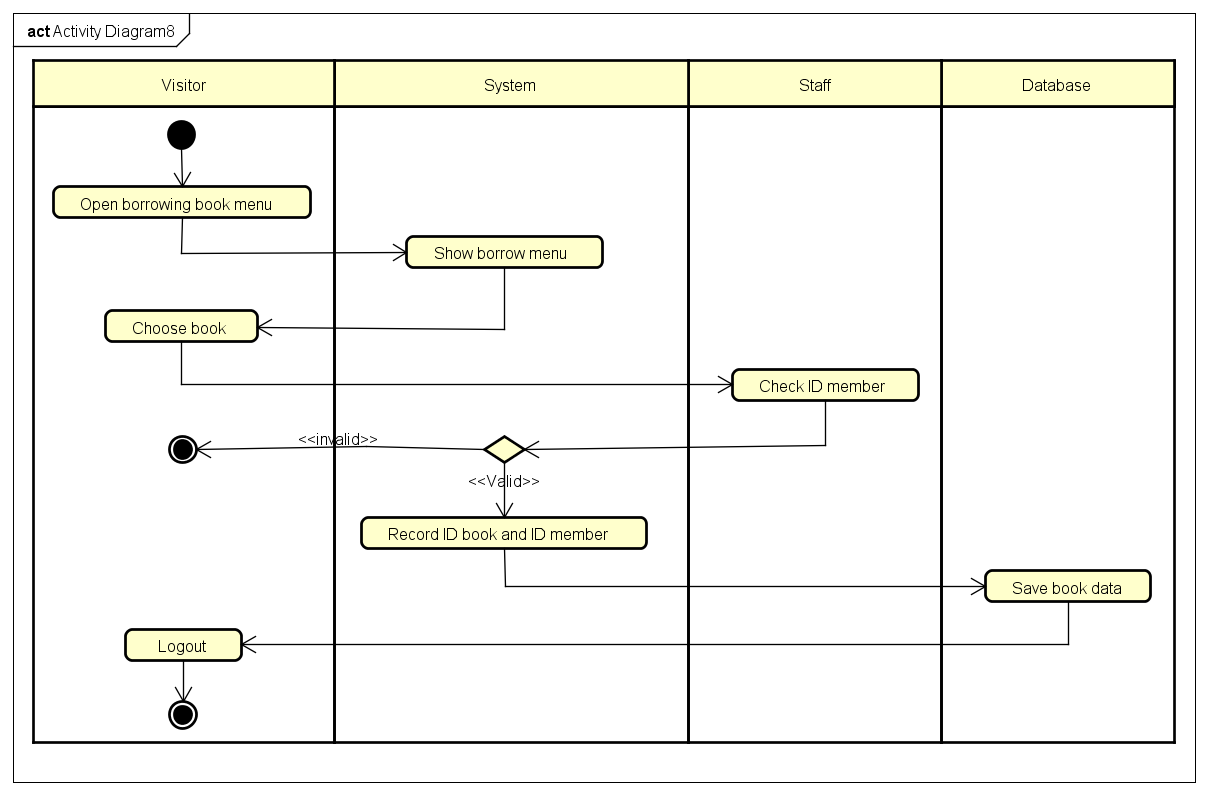 act Activity Diagram8
Visitor
System
Staff
Database
Open borrowing book menu
Show borrow menu
Choose book
Check ID member
<<invalid>>
<<Valid>>
Record ID book and ID member
Save book data
Logout